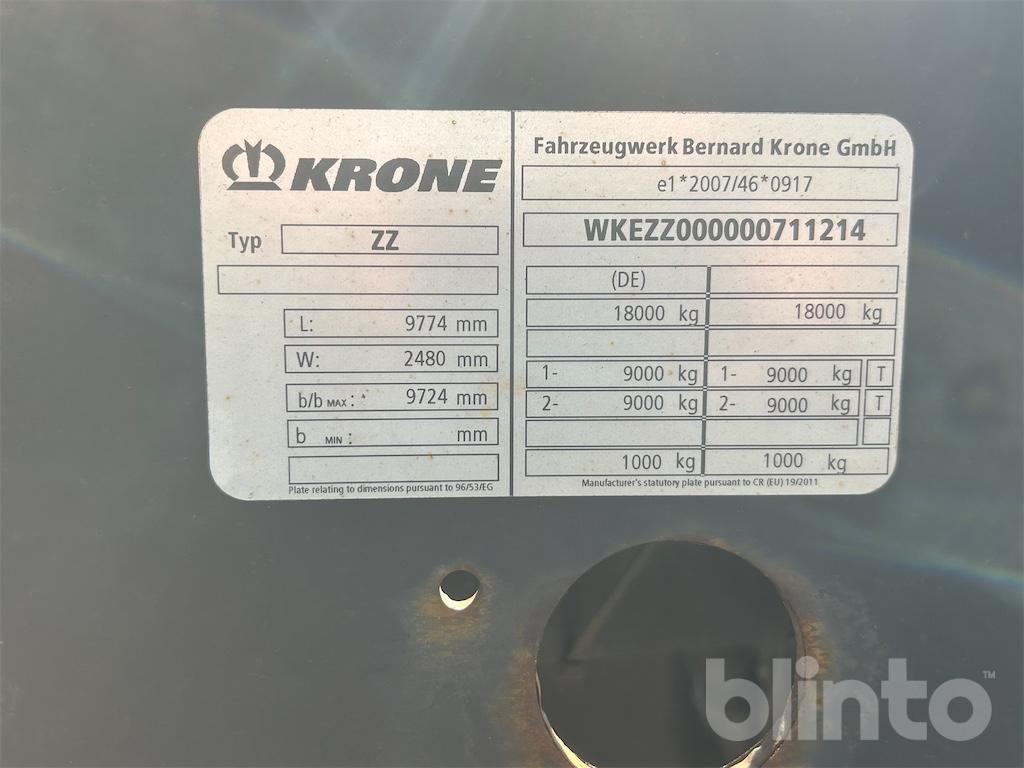 KRONE
Typ ZZ
L: 9774 mm
W: 2480 mm
b/b MAX : * 9724 mm
b MIN : mm
Plate relating to dimensions pursuant to 96/53/EG
Fahrzeugwerk Bernard Krone GmbH
e1*2007/46*0917
WKEZZ000000711214
(DE)
18000 kg 18000 kg
1- 9000 kg 1- 9000 kg T
2- 9000 kg 2- 9000 kg T
1000 kg 1000 kg
Manufacturer's statutory plate pursuant to CR (EU) 19/2011
blinto™